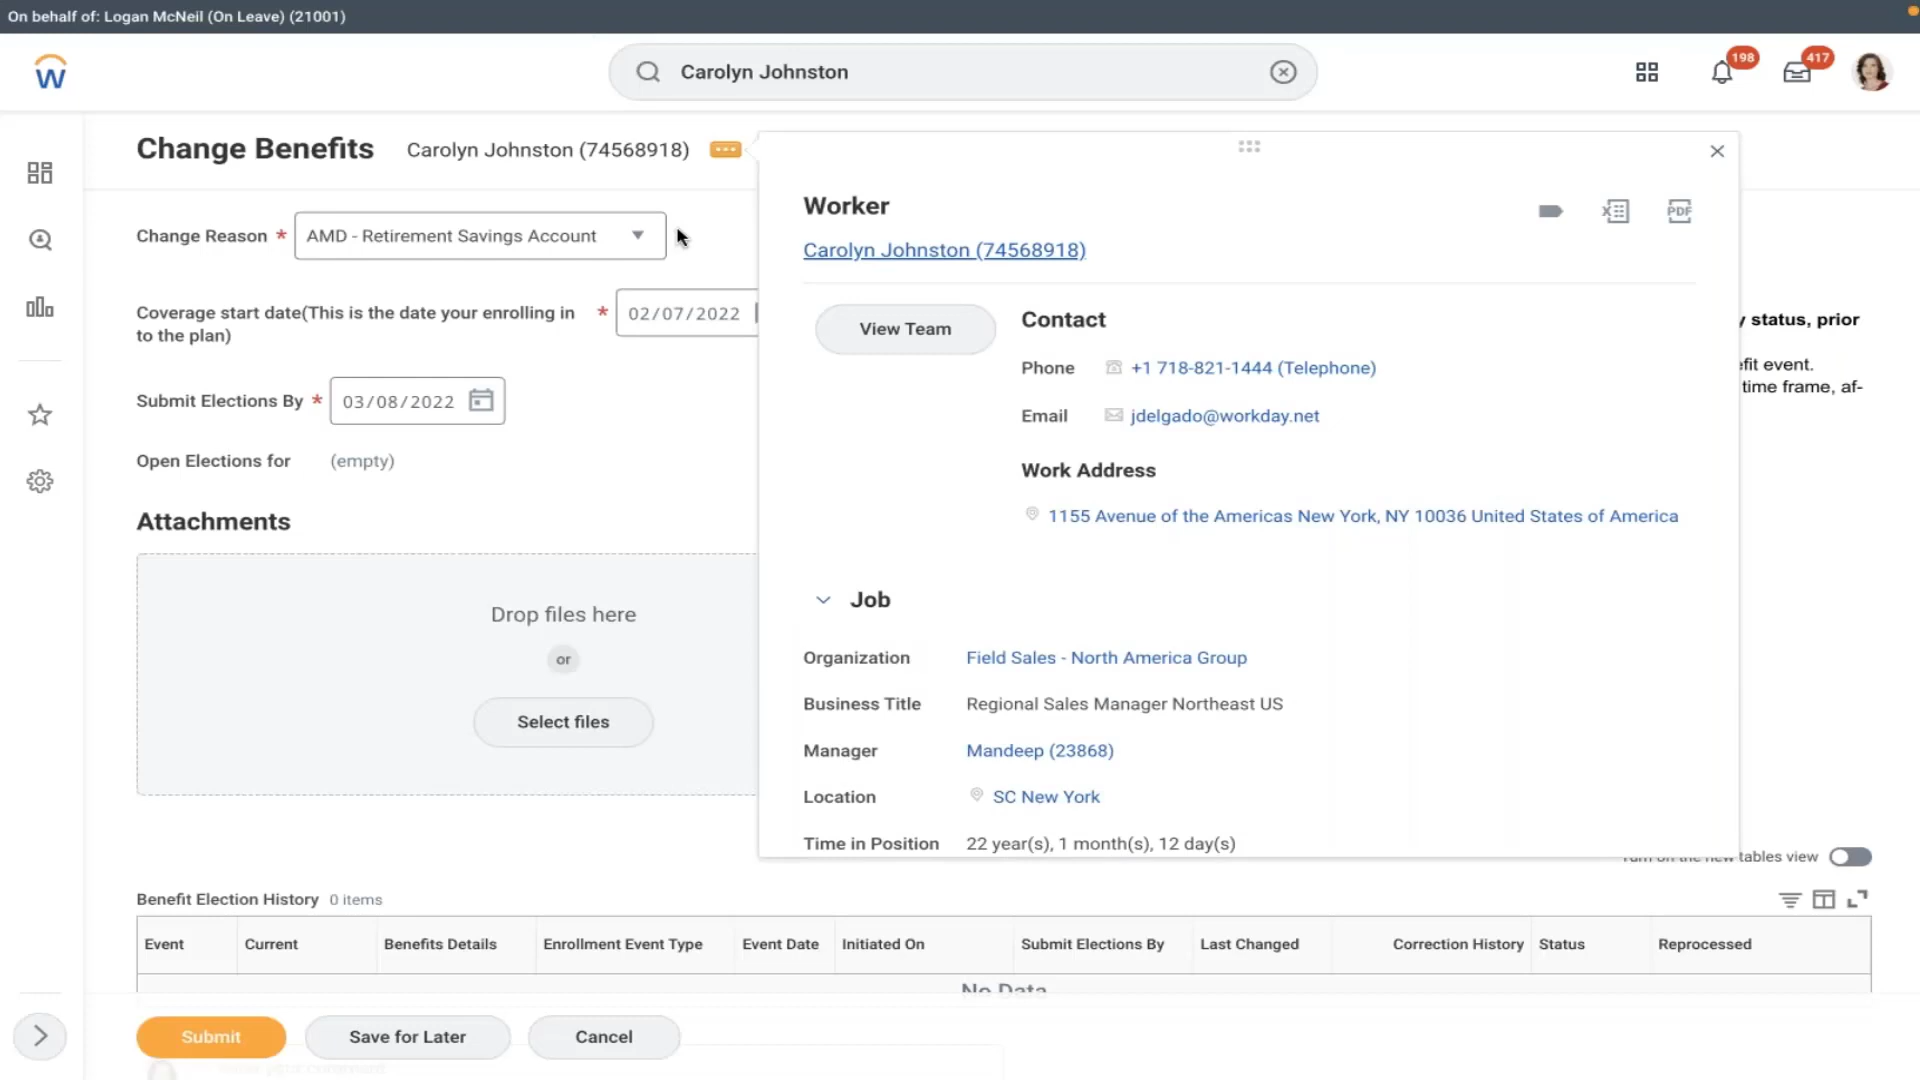 On behalf of: Logan McNeil (On Leave) (21001)
W
Carolyn Johnston
198
417
Change Benefits
Carolyn Johnston (74568918)
Change Reason *
AMD - Retirement Savings Account
Coverage start date(This is the date your enrolling in
to the plan)
*
02/07/2022
Submit Elections By *
03/08/2022
Open Elections for
(empty)
Attachments
Drop files here
or
Select files
Worker
PDF
Carolyn Johnston (74568918)
View Team
Contact
Phone
+1 718-821-1444 (Telephone)
Email
jdelgado@workday.net
Work Address
1155 Avenue of the Americas New York, NY 10036 United States of America
Job
Organization
Field Sales - North America Group
Business Title
Regional Sales Manager Northeast US
Manager
Mandeep (23868)
Location
SC New York
Time in Position
22 year(s), 1 month(s), 12 day(s)
status, prior
event.
time frame, af-
tables view
Benefit Election History 0 items
Event
Current
Benefits Details
Enrollment Event Type
Event Date
Initiated On
Submit Elections By
Last Changed
Correction History
Status
Reprocessed
No Data
Submit
Save for Later
Cancel